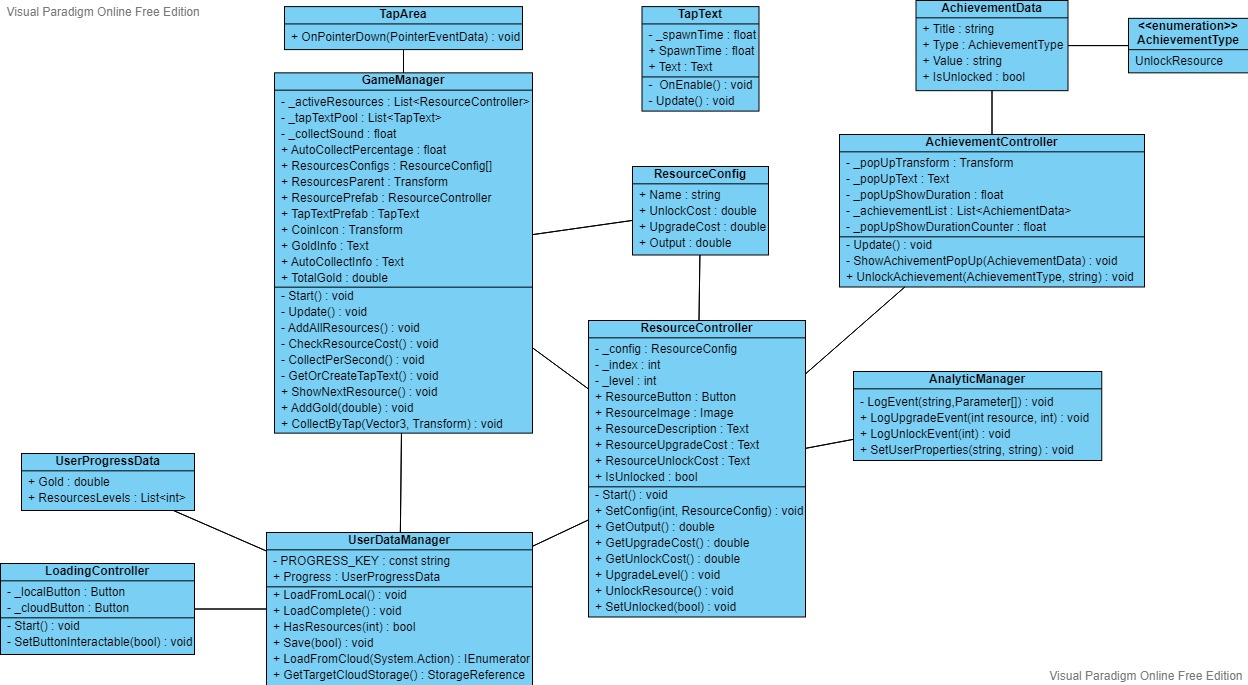 Visual Paradigm Online Free Edition
TapArea
+ OnPointerDown(PointerEventData) : void
GameManager
- _activeResources : List<ResourceController>
- _tapTextPool : List<TapText>
- _collectSound : float
+ AutoCollectPercentage : float
+ ResourcesConfigs : ResourceConfig[]
+ ResourcesParent : Transform
+ ResourcePrefab : ResourceController
+ TapTextPrefab : TapText
+ CoinIcon : Transform
+ GoldInfo : Text
+ AutoCollectInfo : Text
+ TotalGold : double
- Start() : void
- Update() : void
- AddAllResources() : void
- CheckResourceCost() : void
- CollectPerSecond() : void
- GetOrCreateTapText() : void
+ ShowNextResource() : void
+ AddGold(double) : void
+ CollectByTap(Vector3, Transform) : void
TapText
- _spawnTime : float
+ SpawnTime : float
+ Text : Text
- OnEnable() : void
- Update() : void
AchievementData
+ Title : string
+ Type : AchievementType
+ Value : string
+ IsUnlocked : bool
<<enumeration>>
AchievementType
UnlockResource
AchievementController
- _popUpTransform : Transform
- _popUpText : Text
- _popUpShowDuration : float
- _achievementList : List<AchiementData>
- _popUpShowDurationCounter : float
- Update() : void
- ShowAchivementPopUp(AchievementData) : void
+ UnlockAchievement(AchievementType, string) : void
ResourceConfig
+ Name : string
+ UnlockCost : double
+ UpgradeCost : double
+ Output : double
ResourceController
- _config : ResourceConfig
- _index : int
- _level : int
+ ResourceButton : Button
+ ResourceImage : Image
+ ResourceDescription : Text
+ ResourceUpgradeCost : Text
+ ResourceUnlockCost : Text
+ IsUnlocked : bool
- Start() : void
+ SetConfig(int, ResourceConfig) : void
+ GetOutput() : double
+ GetUpgradeCost() : double
+ GetUnlockCost() : double
+ UpgradeLevel() : void
+ UnlockResource() : void
+ SetUnlocked(bool) : void
AnalyticManager
- LogEvent(string,Parameter[]) : void
+ LogUpgradeEvent(int resource, int) : void
+ LogUnlockEvent(int) : void
+ SetUserProperties(string, string) : void
UserProgressData
+ Gold : double
+ ResourcesLevels : List<int>
LoadingController
- _localButton : Button
- _cloudButton : Button
- Start() : void
- SetButtonInteractable(bool) : void
UserDataManager
- PROGRESS_KEY : const string
+ Progress : UserProgressData
+ LoadFromLocal() : void
+ LoadComplete() : void
+ HasResources(int) : bool
+ Save(bool) : void
+ LoadFromCloud(System.Action) : IEnumerator
+ GetTargetCloudStorage() : StorageReference
Visual Paradigm Online Free Edition